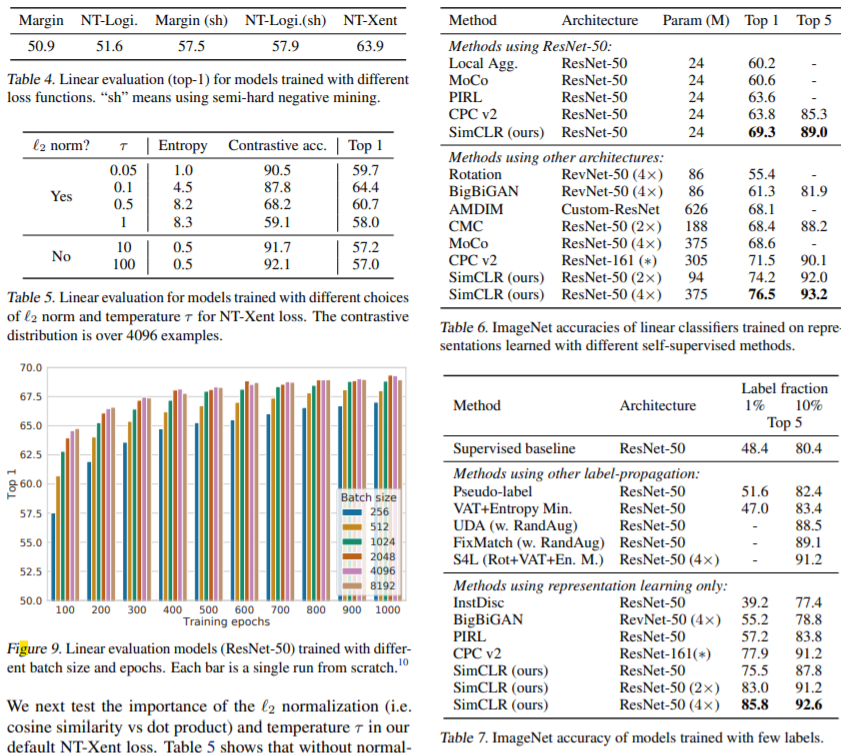 Margin NT-Logi. Margin (sh) NT-Logi.(sh) NT-Xent
50.9 51.6 57.5 57.9 63.9
Table 4. Linear evaluation (top-1) for models trained with different
loss functions. “sh” means using semi-hard negative mining.
ℓ2 norm? τ Entropy Contrastive acc. Top 1
Yes
0.05 1.0 90.5 59.7
0.1 4.5 87.8 64.4
0.5 8.2 68.2 60.7
1 8.3 59.1 58.0
No
10 0.5 91.7 57.2
100 0.5 92.1 57.0
Table 5. Linear evaluation for models trained with different choices
of ℓ2 norm and temperature τ for NT-Xent loss. The contrastive
distribution is over 4096 examples.
Top 1
70.0
67.5
65.0
62.5
60.0
57.5
55.0
52.5
50.0
Batch size
256
512
1024
2048
4096
8192
100 200 300 400 500 600 700 800 900 1000
Training epochs
Figure 9. Linear evaluation models (ResNet-50) trained with differ-
ent batch size and epochs. Each bar is a single run from scratch.10
We next test the importance of the ℓ2 normalization (i.e.
cosine similarity vs dot product) and temperature τ in our
default NT-Xent loss. Table 5 shows that without normal-
Method Architecture Param (M) Top 1 Top 5
Methods using ResNet-50:
Local Agg. ResNet-50 24 60.2 -
MoCo ResNet-50 24 60.6 -
PIRL ResNet-50 24 63.6 -
CPC v2 ResNet-50 24 63.8 85.3
SimCLR (ours) ResNet-50 24 69.3 89.0
Methods using other architectures:
Rotation RevNet-50 (4×) 86 55.4 -
BigBiGAN RevNet-50 (4×) 86 61.3 81.9
AMDIM Custom-ResNet 626 68.1 -
CMC ResNet-50 (2×) 188 68.4 88.2
MoCo ResNet-50 (4×) 375 68.6 -
CPC v2 ResNet-161 (∗) 305 71.5 90.1
SimCLR (ours) ResNet-50 (2×) 94 74.2 92.0
SimCLR (ours) ResNet-50 (4×) 375 76.5 93.2
Table 6. ImageNet accuracies of linear classifiers trained on repre-
sentations learned with different self-supervised methods.
Label fraction
Method Architecture 1% 10%
Top 5
Supervised baseline ResNet-50 48.4 80.4
Methods using other label-propagation:
Pseudo-label ResNet-50 51.6 82.4
VAT+Entropy Min. ResNet-50 47.0 83.4
UDA (w. RandAug) ResNet-50 - 88.5
FixMatch (w. RandAug) ResNet-50 - 89.1
S4L (Rot+VAT+En. M.) ResNet-50 (4×) - 91.2
Methods using representation learning only:
InstDisc ResNet-50 39.2 77.4
BigBiGAN RevNet-50 (4×) 55.2 78.8
PIRL ResNet-50 57.2 83.8
CPC v2 ResNet-161(∗) 77.9 91.2
SimCLR (ours) ResNet-50 75.5 87.8
SimCLR (ours) ResNet-50 (2×) 83.0 91.2
SimCLR (ours) ResNet-50 (4×) 85.8 92.6
Table 7. ImageNet accuracy of models trained with few labels.